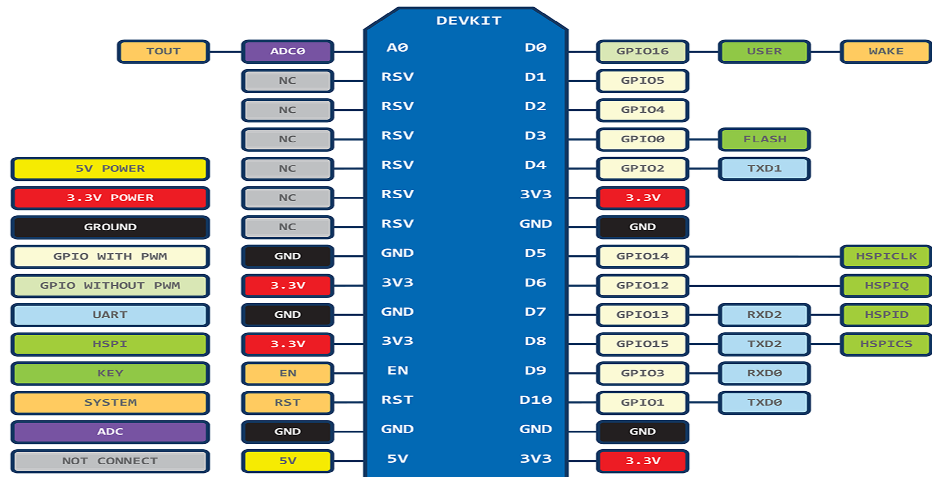 DEVKIT
TOUT ADC0 A0 D0 GPIO16 USER WAKE
NC RSV D1 GPIO5
NC RSV D2 GPIO4
NC RSV D3 GPIO0 FLASH
5V POWER NC RSV D4 GPIO2 TXD1
3.3V POWER NC RSV 3V3 3.3V
GROUND NC RSV GND GND
GPIO WITH PWM GND GND D5 GPIO14 HSPICLK
GPIO WITHOUT PWM 3.3V 3V3 D6 GPIO12 HSPIQ
UART GND GND D7 GPIO13 RXD2 HSPID
HSPI 3.3V 3V3 D8 GPIO15 TXD2 HSPICS
KEY EN EN D9 GPIO3 RXD0
SYSTEM RST RST D10 GPIO1 TXD0
ADC GND GND GND GND
NOT CONNECT 5V 5V 3V3 3.3V